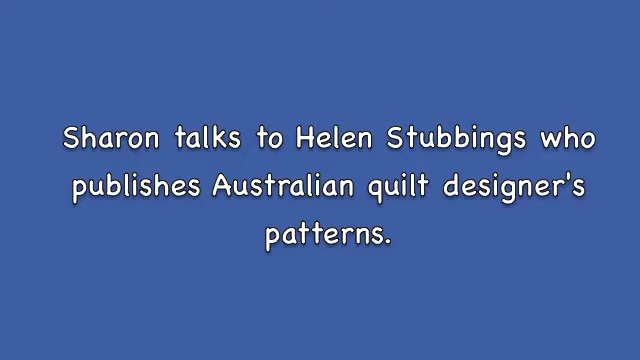 Sharon talks to Helen Stubbings who
publishes Australian quilt designer's
patterns.